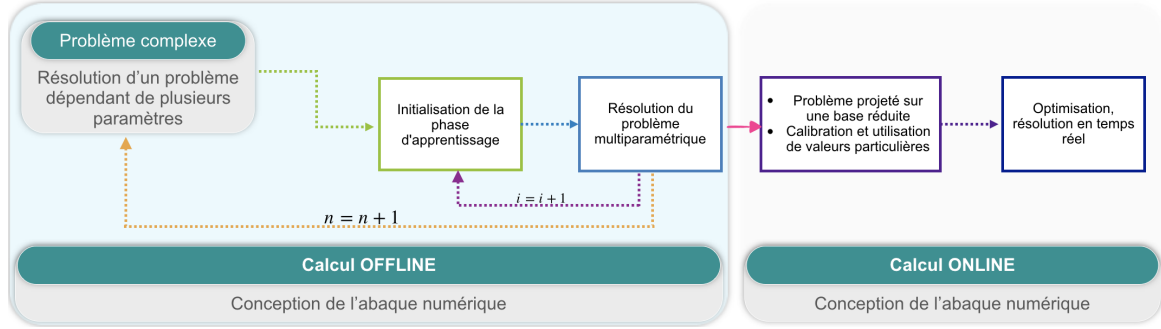 Problème complexe
Résolution d’un problème
dépendant de plusieurs
paramètres
Initialisation de la
phase
d'apprentissage
Résolution du
problème
multiparamétrique
• Problème projeté sur
une base réduite
• Calibration et utilisation
de valeurs particulières
Optimisation,
résolution en temps
réel
i = i + 1
n = n + 1
Calcul OFFLINE
Conception de l’abaque numérique
Calcul ONLINE
Conception de l’abaque numérique